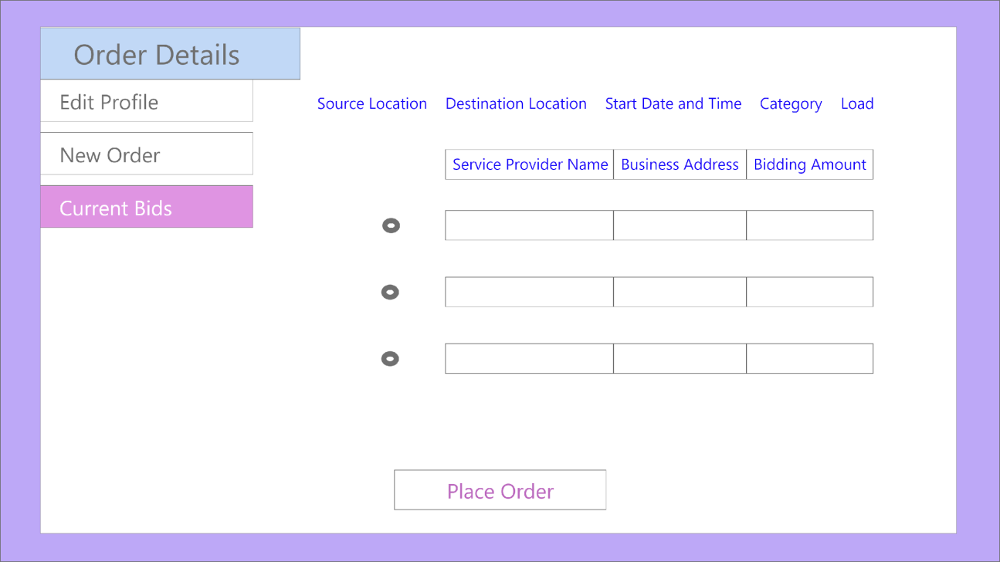 Order Details
Edit Profile
New Order
Current Bids
Source Location Destination Location Start Date and Time Category Load
Service Provider Name Business Address Bidding Amount
Place Order